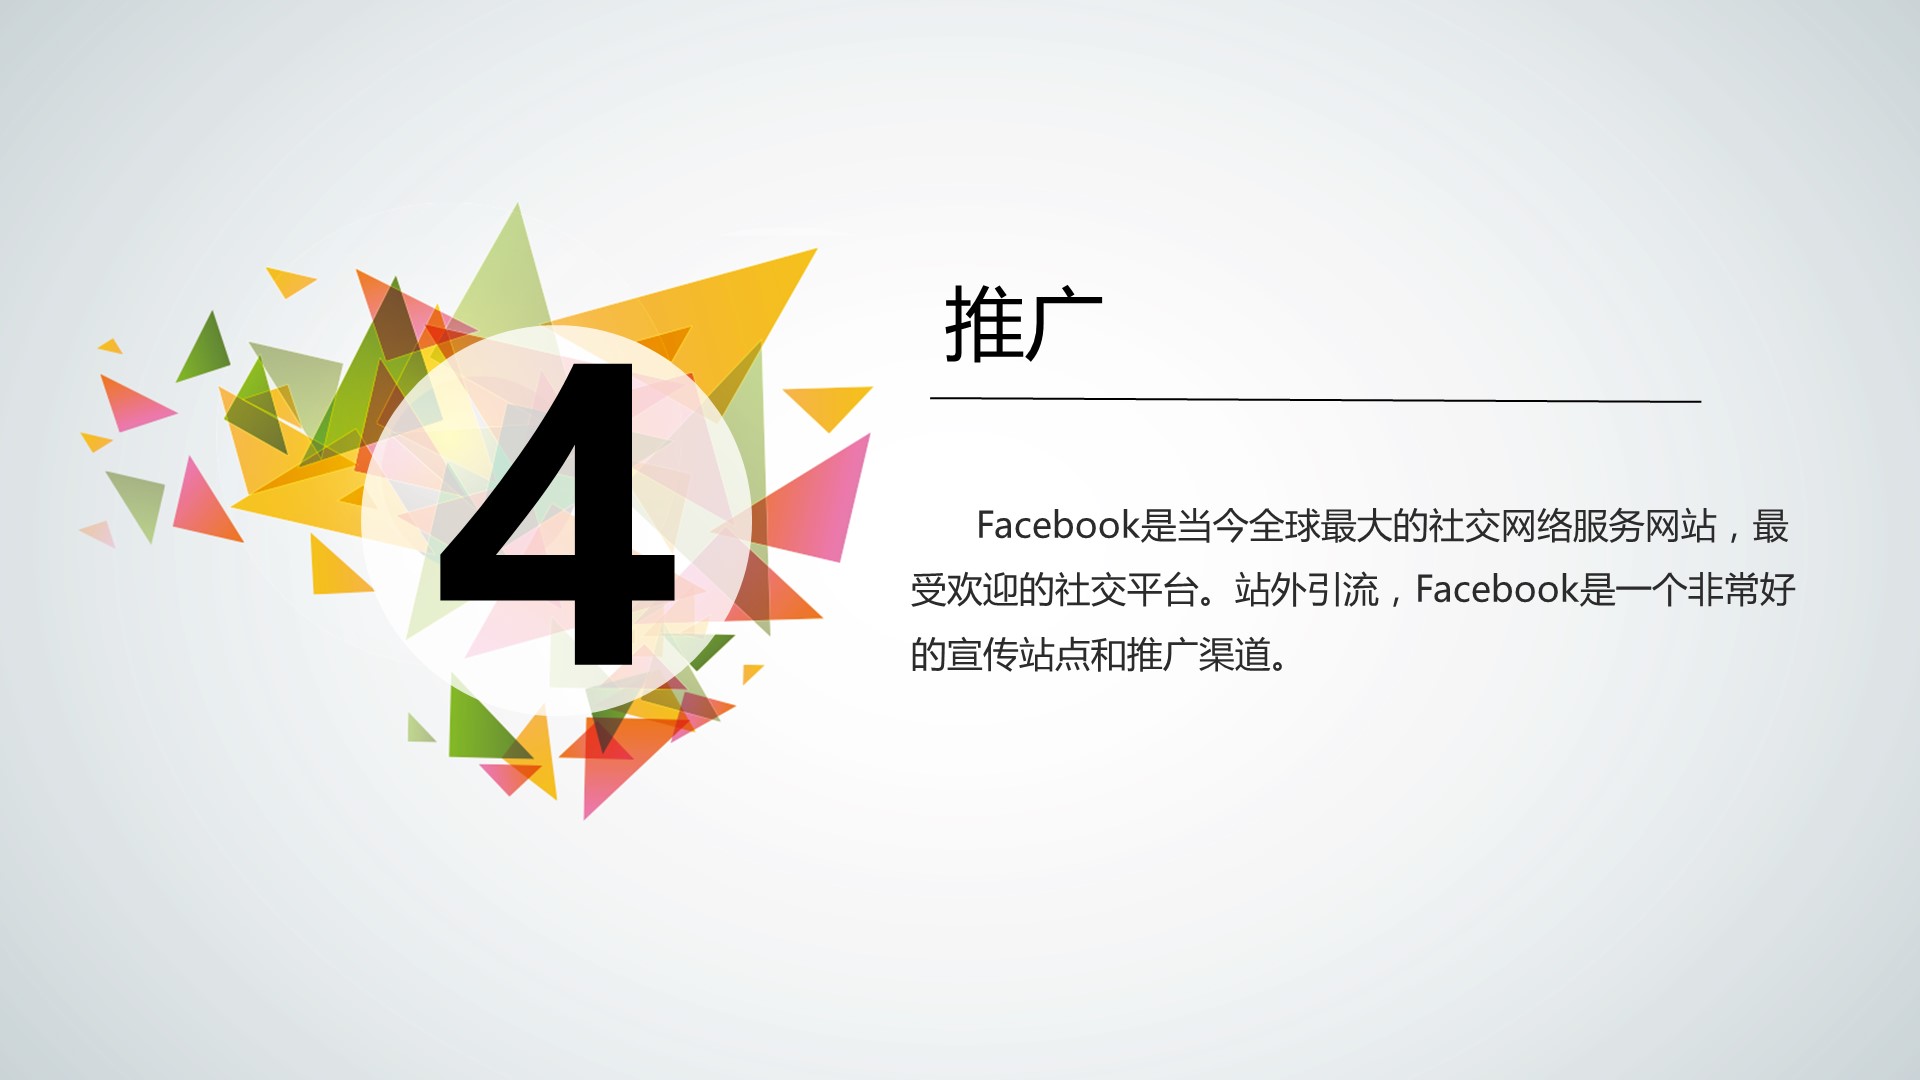 4
推广
Facebook是当今全球最大的社交网络服务网站，最
受欢迎的社交平台。站外引流，Facebook是一个非常好
的宣传站点和推广渠道。